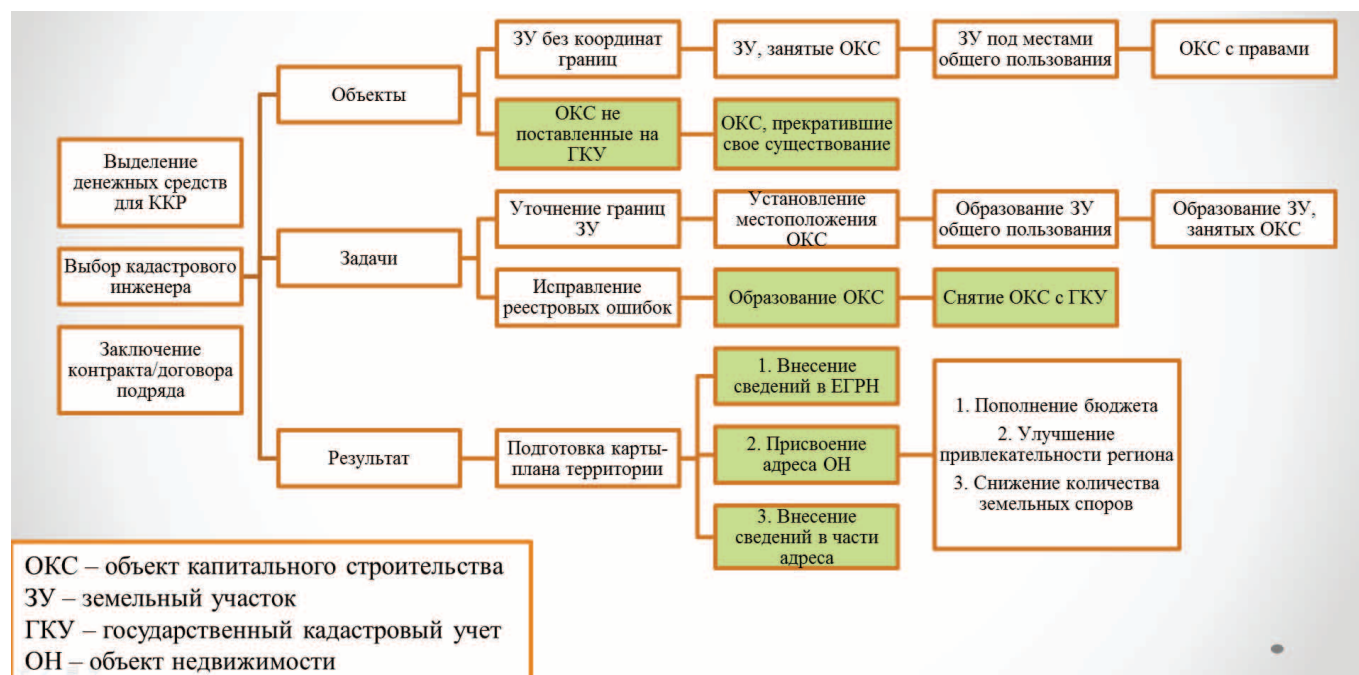 Выделение
денежных средств
для ККР
Выбор кадастрового
инженера
Заключение
контракта/договора
подряда
Объекты
ЗУ без координат
границ
ЗУ, занятые ОКС
ЗУ под местами
общего пользования
ОКС с правами
ОКС не
поставленные на
ГКУ
ОКС, прекратившие
свое существование
Задачи
Уточнение границ
ЗУ
Установление
местоположения
ОКС
Образование ЗУ
общего пользования
Образование ЗУ,
занятых ОКС
Исправление
реестровых ошибок
Образование ОКС
Снятие ОКС с ГКУ
Результат
Подготовка карты-
плана территории
1. Внесение
сведений в ЕГРН
2. Присвоение
адреса ОН
3. Внесение
сведений в части
адреса
1. Пополнение бюджета
2. Улучшение
привлекательности региона
3. Снижение количества
земельных споров
ОКС – объект капитального строительства
ЗУ – земельный участок
ГКУ – государственный кадастровый учет
ОН – объект недвижимости